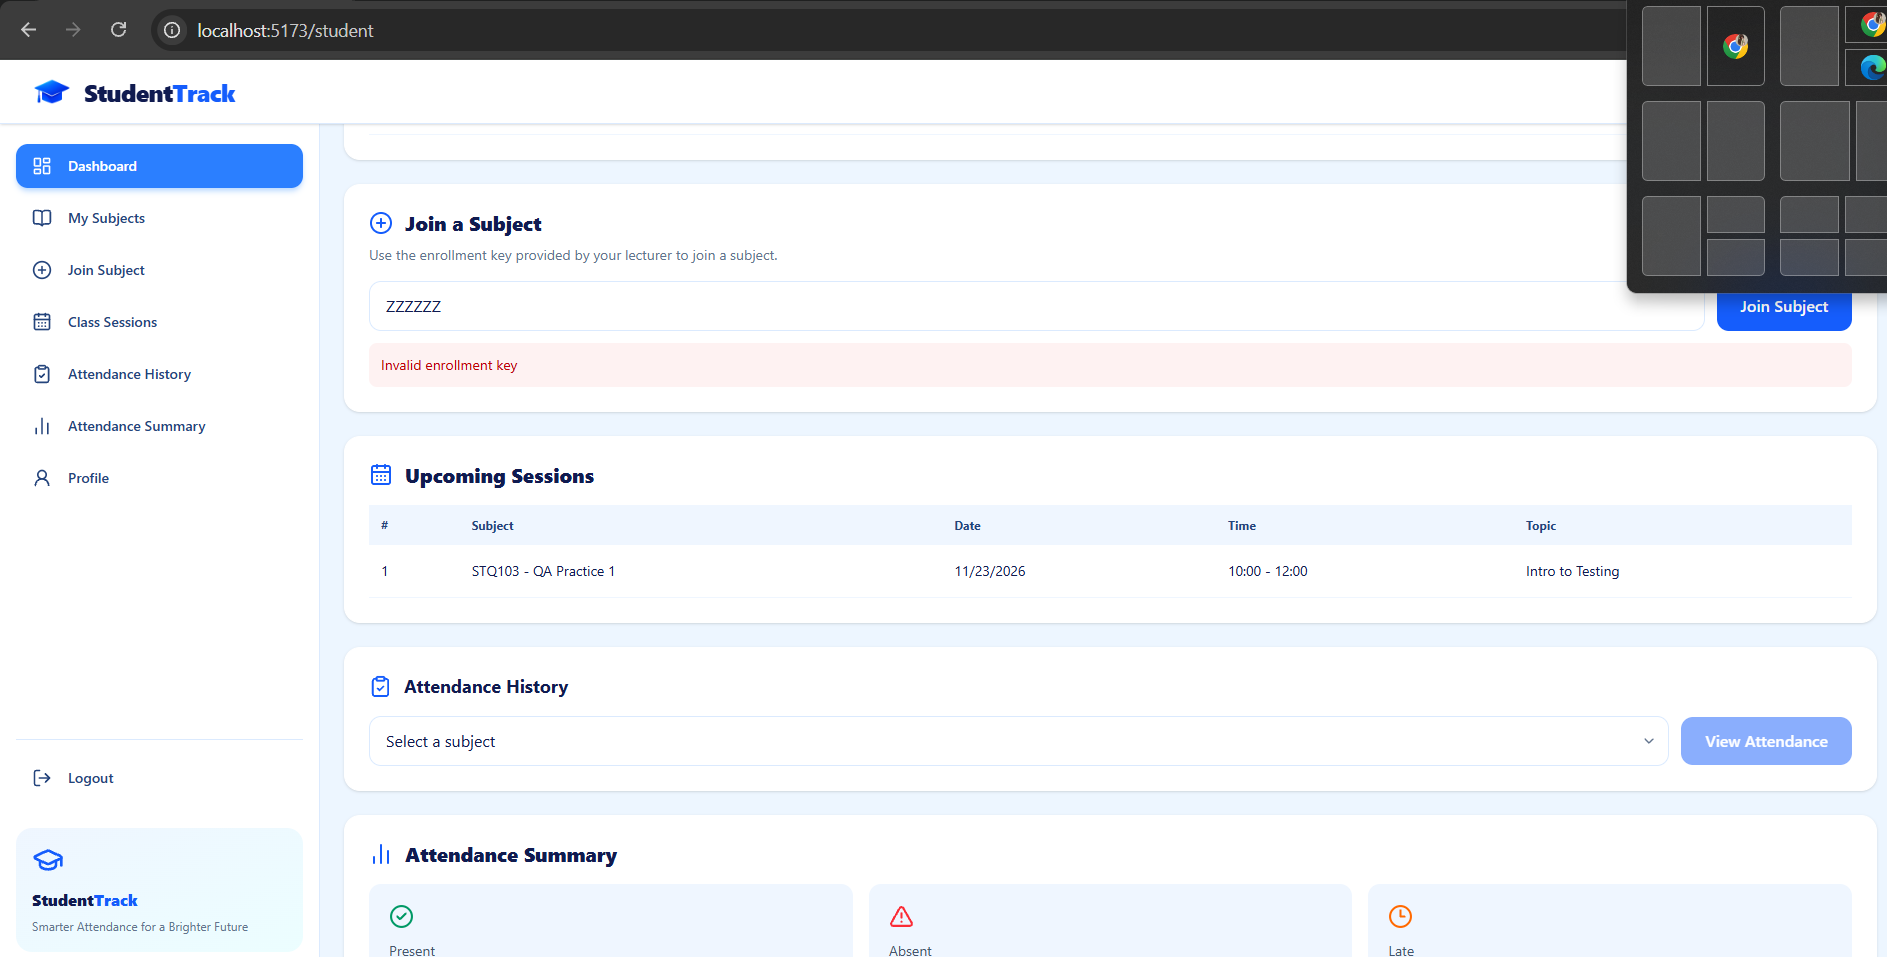 localhost:5173/student
StudentTrack
Dashboard
My Subjects
Join Subject
Class Sessions
Attendance History
Attendance Summary
Profile
Logout
StudentTrack
Smarter Attendance for a Brighter Future
Join a Subject
Use the enrollment key provided by your lecturer to join a subject.
ZZZZZZ
Join Subject
Invalid enrollment key
Upcoming Sessions
# Subject Date Time Topic
1 STQ103 - QA Practice 1 11/23/2026 10:00 - 12:00 Intro to Testing
Attendance History
Select a subject
View Attendance
Attendance Summary
Present Absent Late